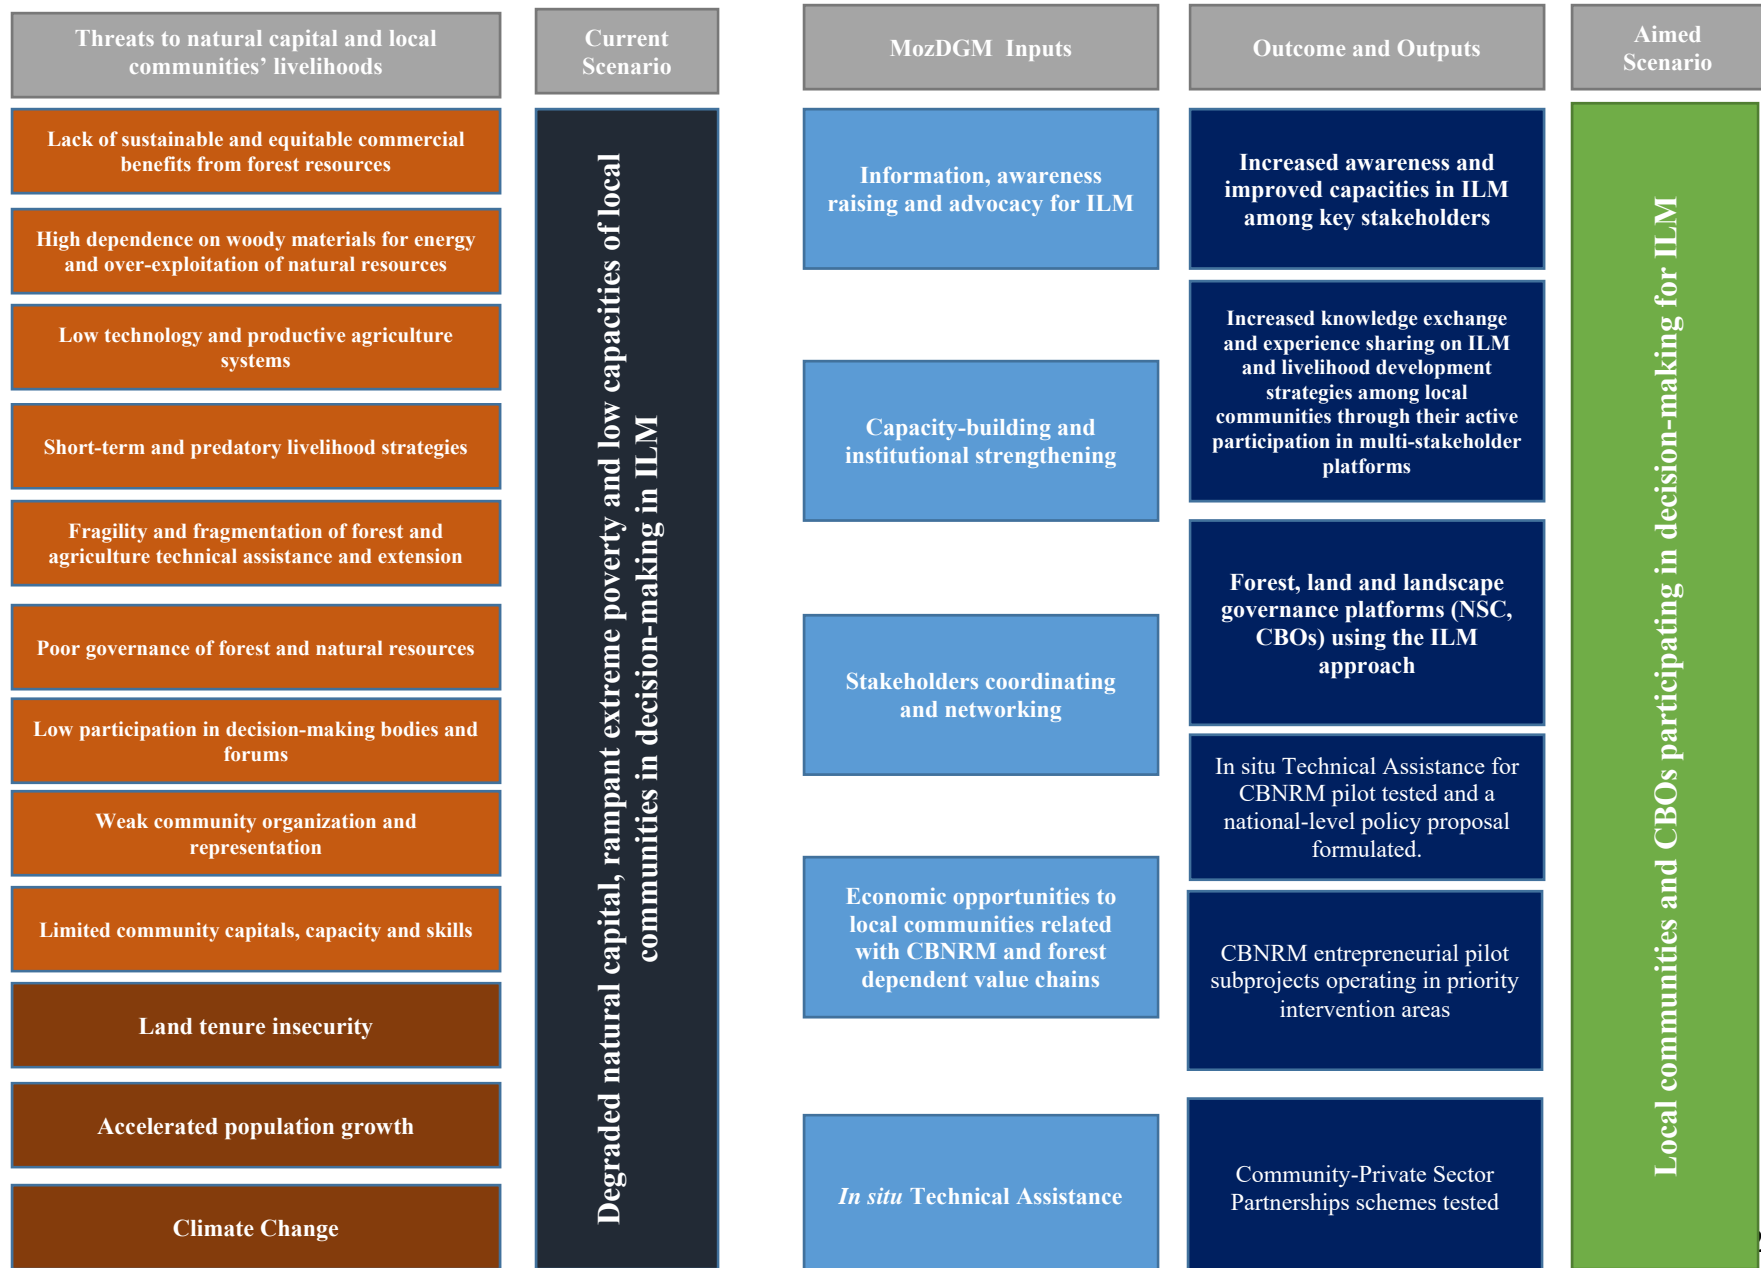 Threats to natural capital and local
communities’ livelihoods
Lack of sustainable and equitable commercial
benefits from forest resources
High dependence on woody materials for energy
and over-exploitation of natural resources
Low technology and productive agriculture
systems
Short-term and predatory livelihood strategies
Fragility and fragmentation of forest and
agriculture technical assistance and extension
Poor governance of forest and natural resources
Low participation in decision-making bodies and
forums
Weak community organization and
representation
Limited community capitals, capacity and skills
Land tenure insecurity
Accelerated population growth
Climate Change
Current
Scenario
Degraded natural capital, rampant extreme poverty and low capacities of local
communities in decision-making in ILM
MozDGM Inputs
Information, awareness
raising and advocacy for ILM
Capacity-building and
institutional strengthening
Stakeholders coordinating
and networking
Economic opportunities to
local communities related
with CBNRM and forest
dependent value chains
In situ Technical Assistance
Outcome and Outputs
Increased awareness and
improved capacities in ILM
among key stakeholders
Increased knowledge exchange
and experience sharing on ILM
and livelihood development
strategies among local
communities through their active
participation in multi-stakeholder
platforms
Forest, land and landscape
governance platforms (NSC,
CBOs) using the ILM
approach
In situ Technical Assistance for
CBNRM pilot tested and a
national-level policy proposal
formulated.
CBNRM entrepreneurial pilot
subprojects operating in priority
intervention areas
Community-Private Sector
Partnerships schemes tested
Aimed
Scenario
Local communities and CBOs participating in decision-making for ILM